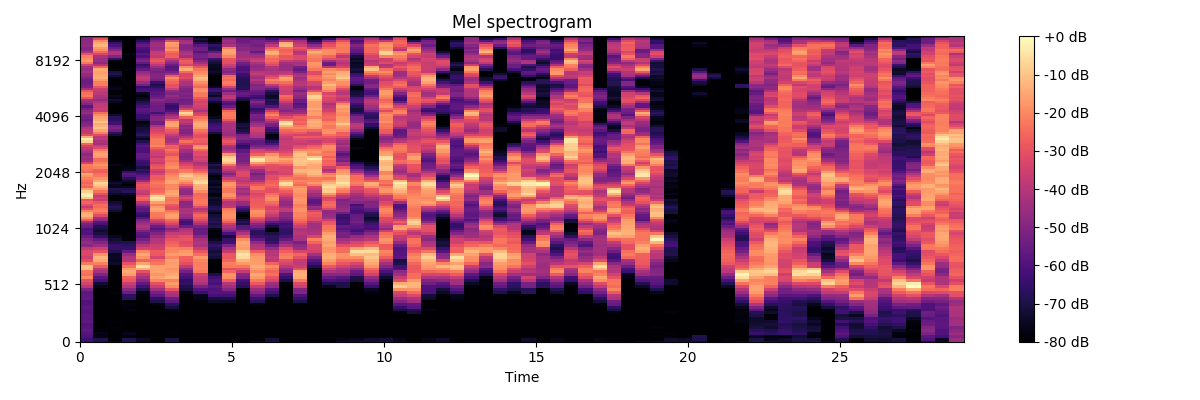 Mel spectrogram
8192
4096
2048
1024
512
0
Hz
0 5 10 15 20 25
Time
+0 dB
-10 dB
-20 dB
-30 dB
-40 dB
-50 dB
-60 dB
-70 dB
-80 dB